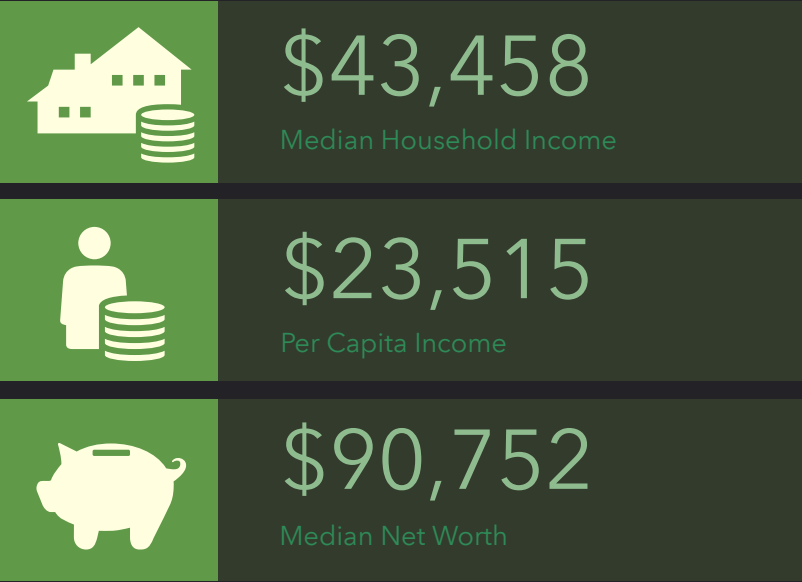 $43,458
Median Household Income
$23,515
Per Capita Income
$90,752
Median Net Worth